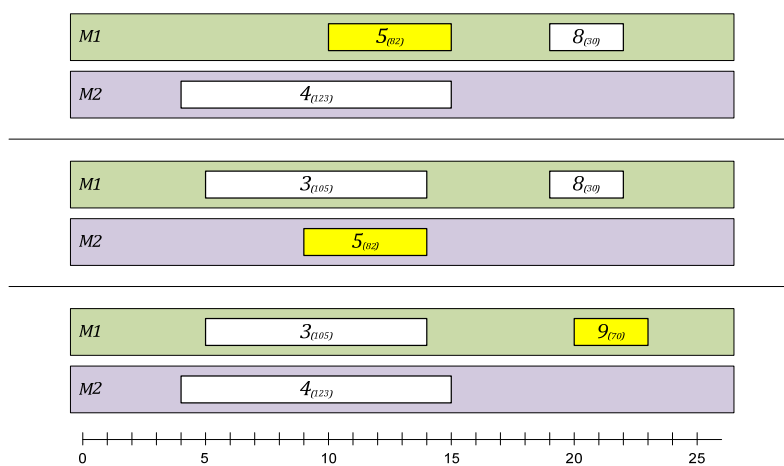 M1 5(82) 8(30)
M2 4(123)
M1 3(105) 8(30)
M2 5(82)
M1 3(105) 9(70)
M2 4(123)
0 5 10 15 20 25